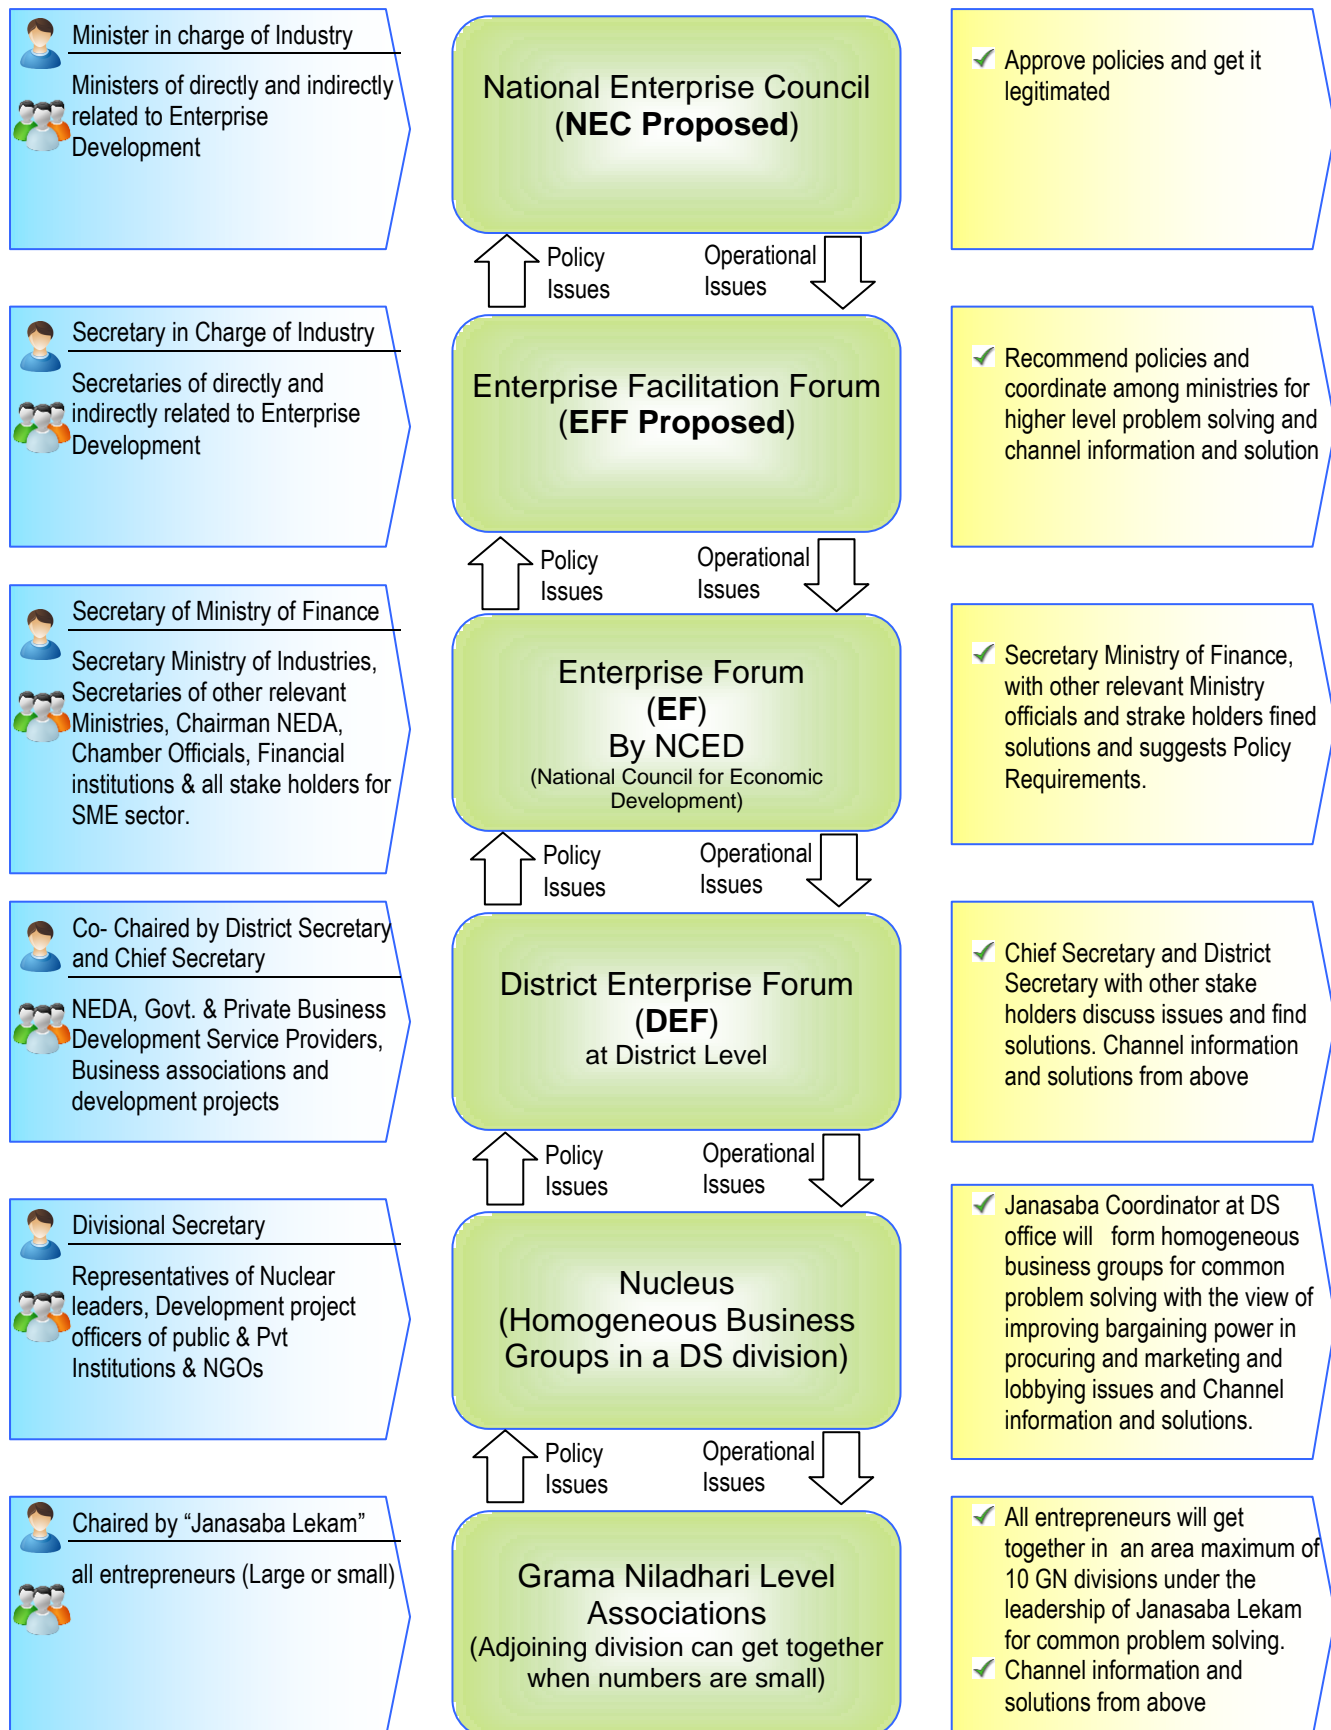 Minister in charge of Industry
Ministers of directly and indirectly
related to Enterprise
Development
National Enterprise Council
(NEC Proposed)
Approve policies and get it
legitimated
Policy
Issues
Operational
Issues
Secretary in Charge of Industry
Secretaries of directly and
indirectly related to Enterprise
Development
Enterprise Facilitation Forum
(EFF Proposed)
Recommend policies and
coordinate among ministries for
higher level problem solving and
channel information and solution
Policy
Issues
Operational
Issues
Secretary of Ministry of Finance
Secretary Ministry of Industries,
Secretaries of other relevant
Ministries, Chairman NEDA,
Chamber Officials, Financial
institutions & all stake holders for
SME sector.
Enterprise Forum
(EF)
By NCED
(National Council for Economic
Development)
Secretary Ministry of Finance,
with other relevant Ministry
officials and strake holders fined
solutions and suggests Policy
Requirements.
Policy
Issues
Operational
Issues
Co- Chaired by District Secretary
and Chief Secretary
NEDA, Govt. & Private Business
Development Service Providers,
Business associations and
development projects
District Enterprise Forum
(DEF)
at District Level
Chief Secretary and District
Secretary with other stake
holders discuss issues and find
solutions. Channel information
and solutions from above
Policy
Issues
Operational
Issues
Divisional Secretary
Representatives of Nuclear
leaders, Development project
officers of public & Pvt
Institutions & NGOs
Nucleus
(Homogeneous Business
Groups in a DS division)
Janasaba Coordinator at DS
office will form homogeneous
business groups for common
problem solving with the view of
improving bargaining power in
procuring and marketing and
lobbying issues and Channel
information and solutions.
Policy
Issues
Operational
Issues
Chaired by “Janasaba Lekam”
all entrepreneurs (Large or small)
Grama Niladhari Level
Associations
(Adjoining division can get together
when numbers are small)
All entrepreneurs will get
together in an area maximum of
10 GN divisions under the
leadership of Janasaba Lekam
for common problem solving.
Channel information and
solutions from above